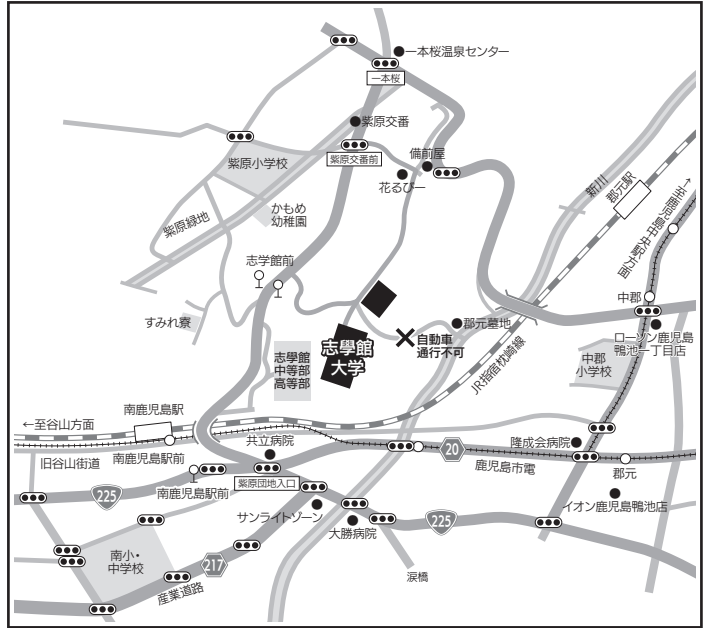 一本桜温泉センター
一本桜
紫原交番
紫原交番前
紫原小学校
備前屋
花るぴー
かもめ
幼稚園
紫原緑地
新川
郡元駅
←至鹿児島中央駅方面
志学館前
中郡
すみれ寮
郡元墓地
自動車
通行不可
ローソン鹿児島
鴨池一丁目店
志學館
大学
志學館
中等部
高等部
中郡
小学校
JR指宿枕崎線
南鹿児島駅
←至谷山方面
共立病院
旧谷山街道
南鹿児島駅前
20
隆成会病院
鹿児島市電
郡元
南鹿児島駅前
紫原団地入口
225
サンライトゾーン
大勝病院
225
イオン鹿児島鴨池店
南小・
中学校
217
産業道路
涙橋